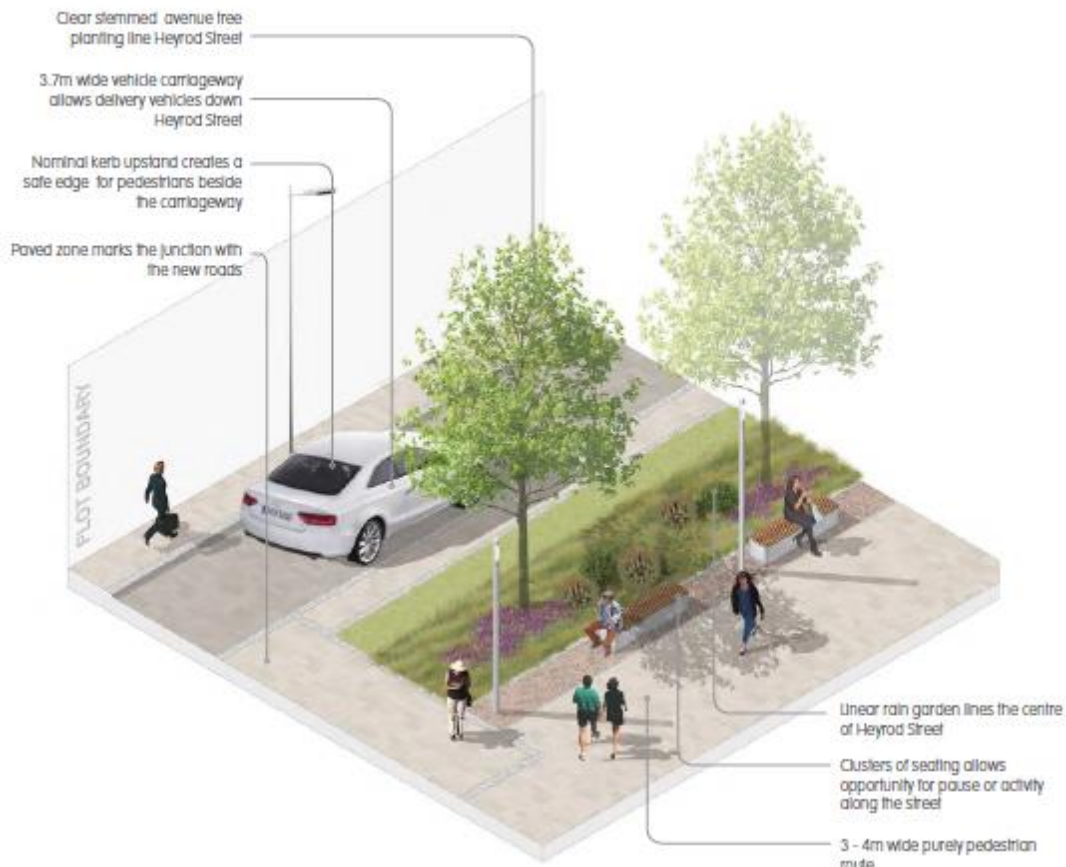 Clear stemmed avenue tree
planting line Heyrod Street
3.7m wide vehicle carriageway
allows delivery vehicles down
Heyrod Street
Nominal kerb upstand creates a
safe edge for pedestrians beside
the carriageway
Paved zone marks the junction with
the new roads
PLOT BOUNDARY
Linear rain garden lines the centre
of Heyrod Street
Clusters of seating allows
opportunity for pause or activity
along the street
3 - 4m wide purely pedestrian
route